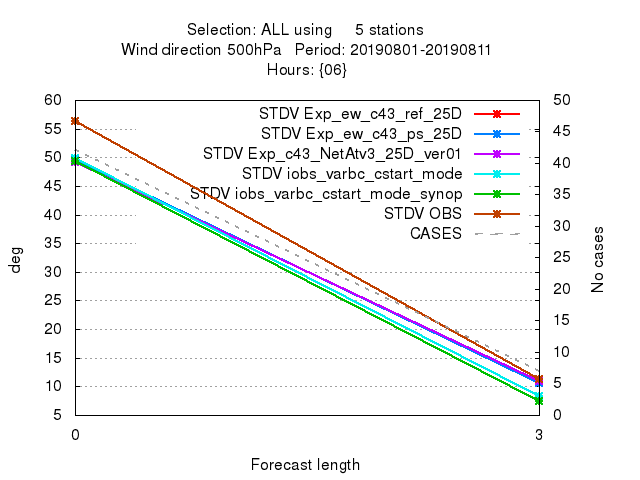 Selection: ALL using 5 stations
Wind direction 500hPa Period: 20190801-20190811
Hours: {06}
60
55
50
45
40
35
30
25
20
15
10
5
deg
STDV Exp_ew_c43_ref_25D
STDV Exp_ew_c43_ps_25D
STDV Exp_c43_NetAtv3_25D_ver01
STDV iobs_varbc_cstart_mode
STDV iobs_varbc_cstart_mode_synop
STDV OBS
CASES
50
45
40
35
30
25
20
15
10
5
0
No cases
0 3
Forecast length